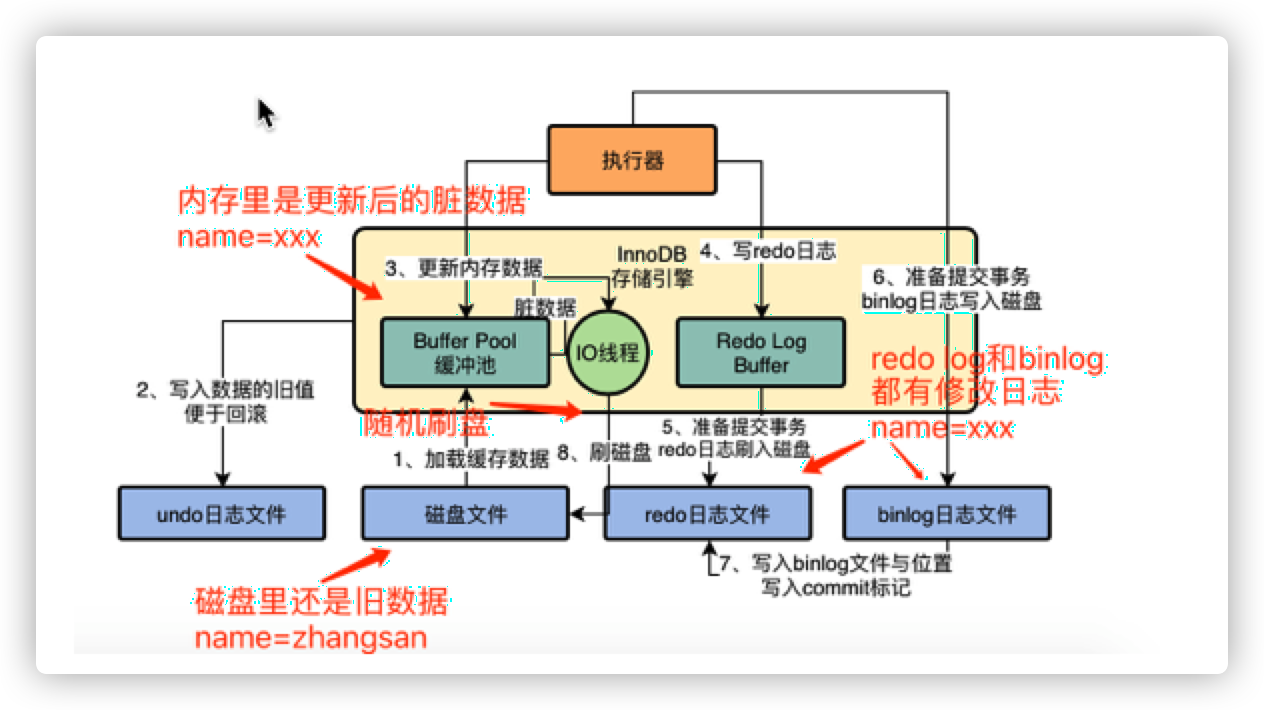 执行器
内存里是更新后的脏数据
name=xxx
InnoDB
存储引擎
4、写redo日志
3、更新内存数据
6、准备提交事务
binlog日志写入磁盘
脏数据
Buffer Pool
缓冲池
IO线程
Redo Log
Buffer
redo log和binlog
都有修改日志
name=xxx
2、写入数据的旧值
便于回滚
随机刷盘
5、准备提交事务
redo日志刷入磁盘
1、加载缓存数据
8、刷磁盘
undo日志文件
磁盘文件
redo日志文件
binlog日志文件
7、写入binlog文件与位置
写入commit标记
磁盘里还是旧数据
name=zhangsan